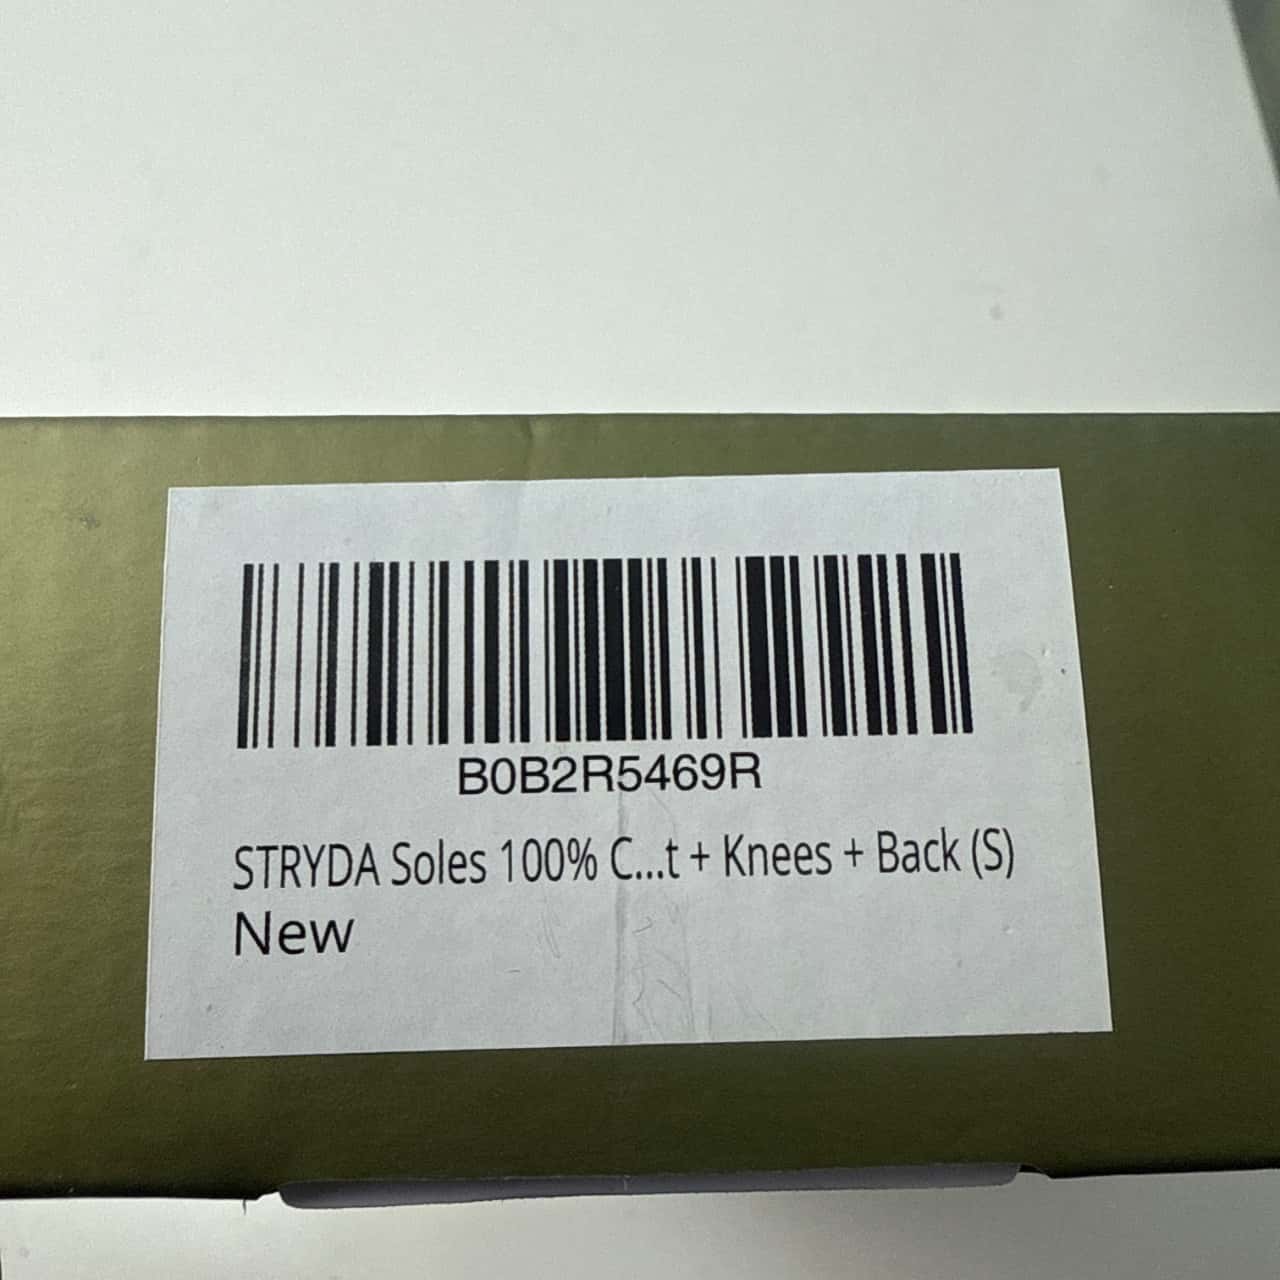 B0B2R5469R
STRYDA Soles 100% C...t + Knees + Back (S)
New